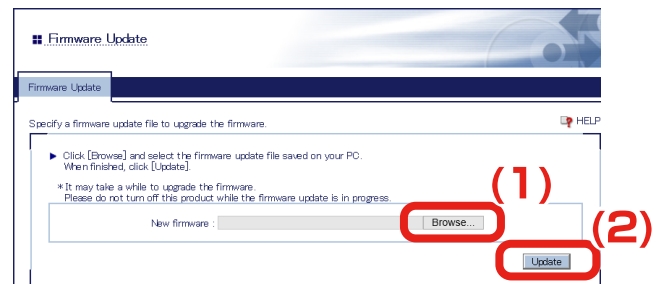 Firmware Update
Firmware Update
Specify a firmware update file to upgrade the firmware.
HELP
Click [Browse] and select the firmware update file saved on your PC.
When finished, click [Update].
*It may take a while to upgrade the firmware.
Please do not turn off this product while the firmware update is in progress.
(1)
New firmware :
Browse...
(2)
Update